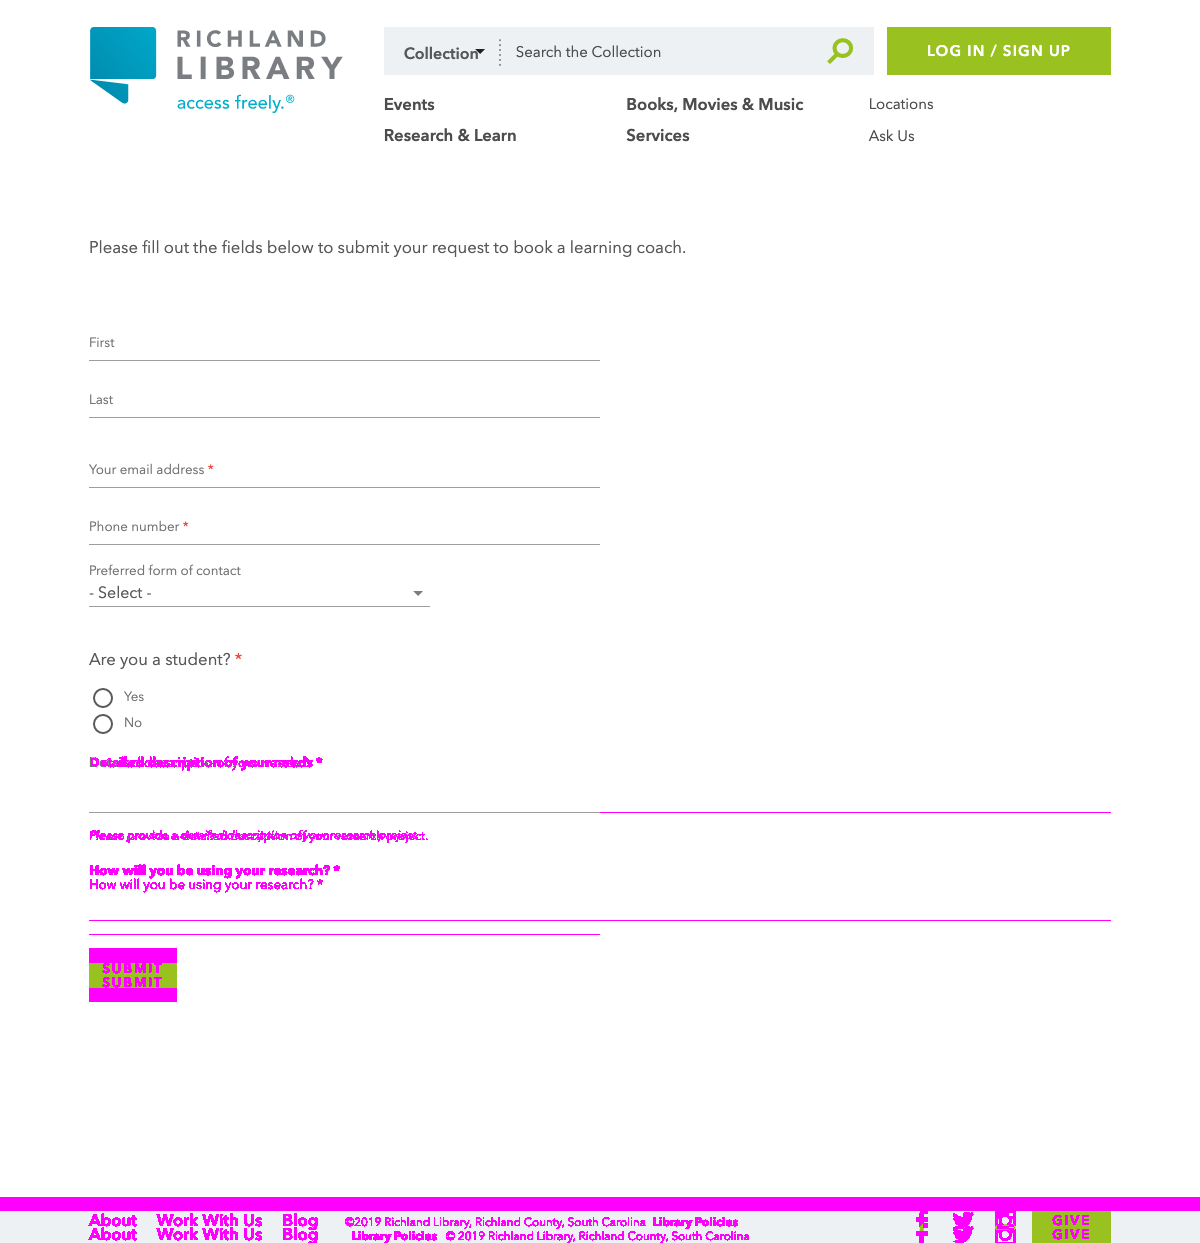 RICHLAND
LIBRARY
access freely.®
Collection
Search the Collection
LOG IN / SIGN UP
Events
Books, Movies & Music
Locations
Research & Learn
Services
Ask Us
Please fill out the fields below to submit your request to book a learning coach.
First
Last
Your email address *
Phone number *
Preferred form of contact
- Select -
Are you a student? *
Yes
No
Detailed description of your needs *
Please provide a detailed description of your research project.
How will you be using your research? *
How will you be using your research? *
SUBMIT
SUBMIT
About Work With Us Blog ©2019 Richland Library, Richland County, South Carolina Library Policies GIVE
About Work With Us Blog Library Policies © 2019 Richland Library, Richland County, South Carolina GIVE